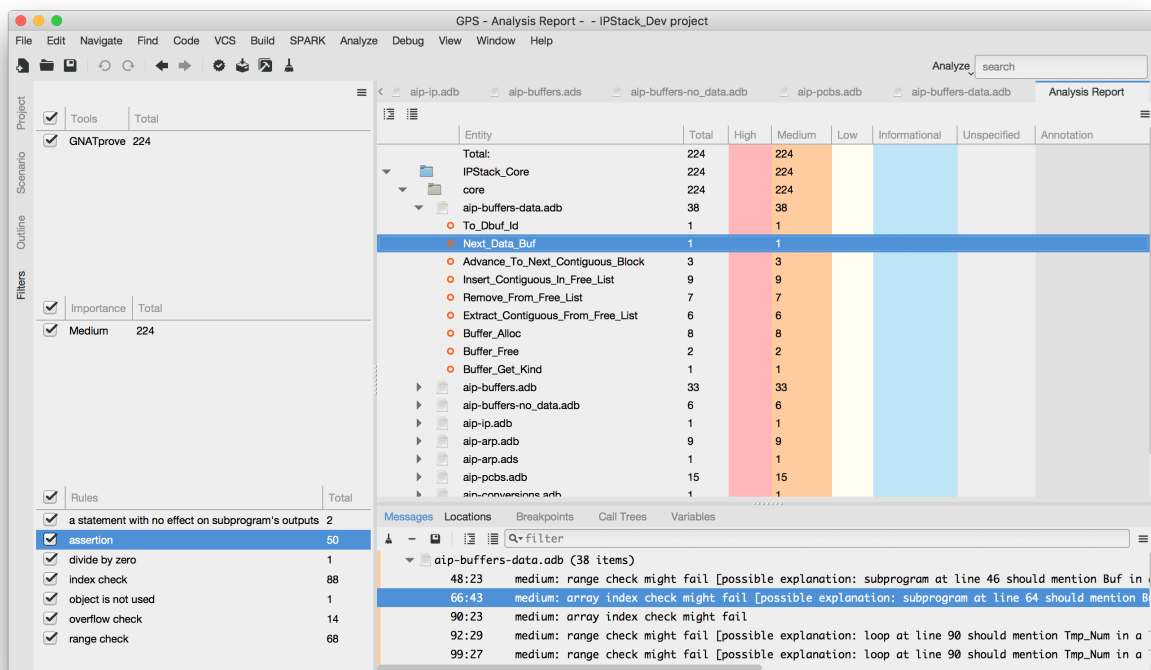 GPS - Analysis Report - - IPStack_Dev project
File Edit Navigate Find Code VCS Build SPARK Analyze Debug View Window Help
Analyze search
Project
Scenario
Outline
Filters
Tools Total
GNATprove 224
Importance Total
Medium 224
Rules Total
a statement with no effect on subprogram's outputs 2
assertion 50
divide by zero 1
index check 88
object is not used 1
overflow check 14
range check 68
aip-ip.adb aip-buffers.ads aip-buffers-no_data.adb aip-pcbs.adb aip-buffers-data.adb Analysis Report
Entity Total High Medium Low Informational Unspecified Annotation
Total: 224 224
IPStack_Core 224 224
core 224 224
aip-buffers-data.adb 38 38
To_Dbuf_Id 1 1
Next_Data_Buf 1 1
Advance_To_Next_Contiguous_Block 3 3
Insert_Contiguous_In_Free_List 9 9
Remove_From_Free_List 7 7
Extract_Contiguous_From_Free_List 6 6
Buffer_Alloc 8 8
Buffer_Free 2 2
Buffer_Get_Kind 1 1
aip-buffers.adb 33 33
aip-buffers-no_data.adb 6 6
aip-ip.adb 1 1
aip-arp.adb 9 9
aip-arp.ads 1 1
aip-pcbs.adb 15 15
aip-conversions.adb 1 1
Messages Locations Breakpoints Call Trees Variables
filter
aip-buffers-data.adb (38 items)
48:23 medium: range check might fail [possible explanation: subprogram at line 46 should mention Buf in a
66:43 medium: array index check might fail [possible explanation: subprogram at line 64 should mention B
90:23 medium: array index check might fail
92:29 medium: range check might fail [possible explanation: loop at line 90 should mention Tmp_Num in a
99:27 medium: range check might fail [possible explanation: loop at line 90 should mention Tmp_Num in a